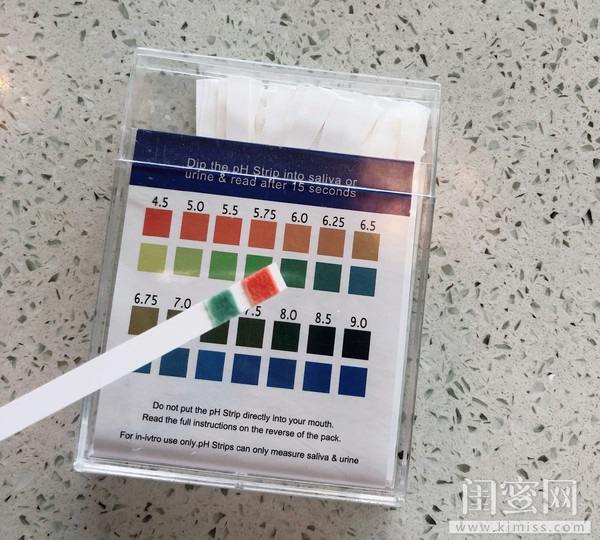 Dip the pH Strip into saliva or
urine & read after 15 seconds
4.5 5.0 5.5 5.75 6.0 6.25 6.5
6.75 7.0 7.5 8.0 8.5 9.0
Do not put the pH Strip directly into your mouth.
Read the full instructions on the reverse of the pack.
For in-ivtro use only.pH Strips can only measure saliva & urine
闺蜜网
www.kimiss.com